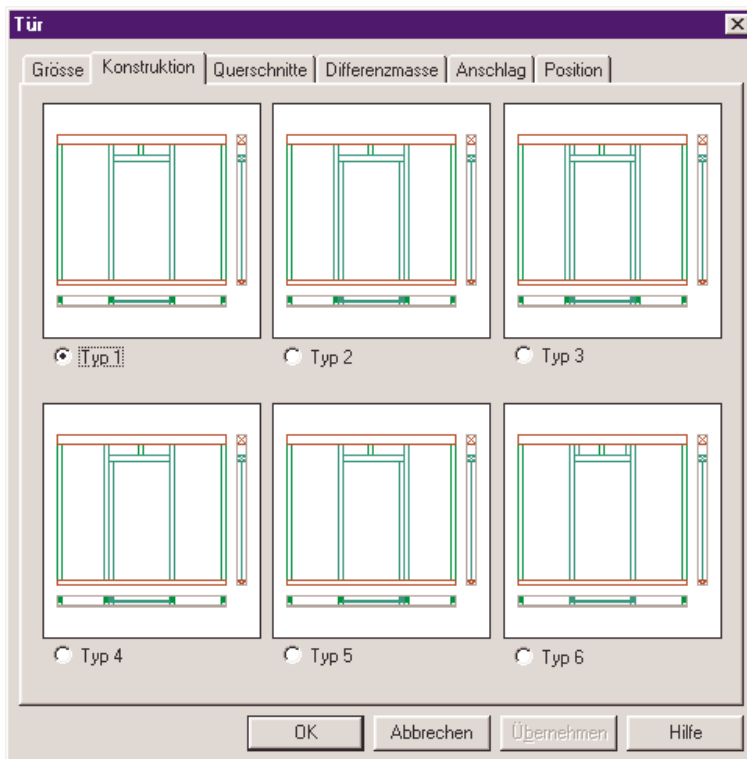 Tür
Grösse Konstruktion Querschnitte Differenzmasse Anschlag Position
Typ 1 Typ 2 Typ 3
Typ 4 Typ 5 Typ 6
OK Abbrechen Übernehmen Hilfe